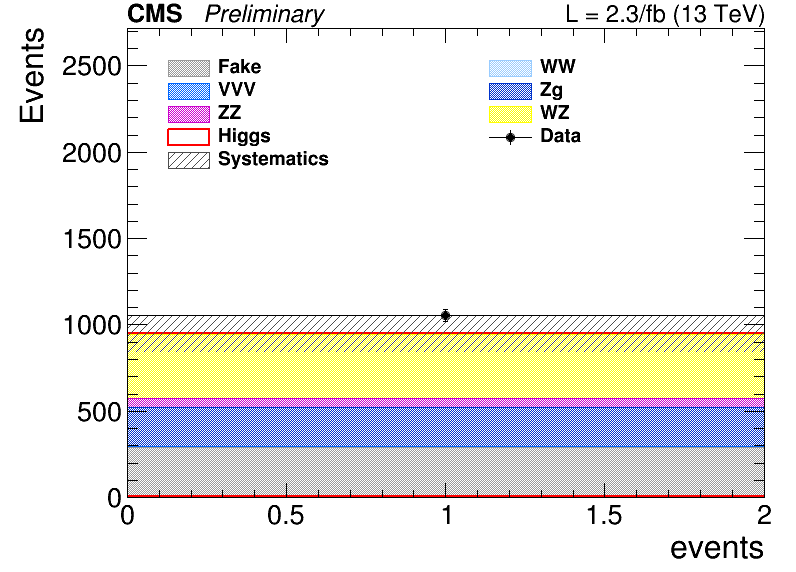 CMS Preliminary L = 2.3/fb (13 TeV)
Events
2500
2000
1500
1000
500
0
Fake
VVV
ZZ
Higgs
Systematics
WW
Zg
WZ
Data
0 0.5 1 1.5 2
events